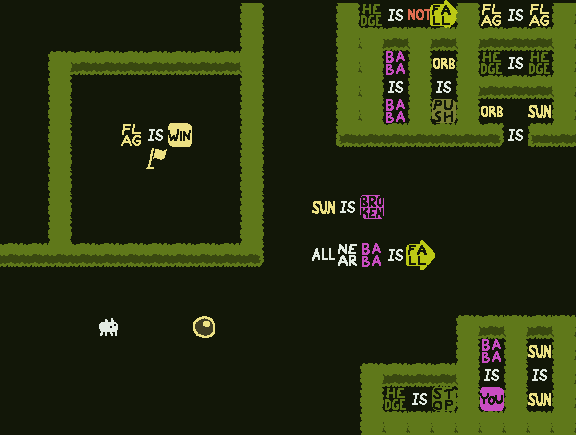 HEDGE IS NOT FALL FLAG IS FLAG
BABA ORB HEDGE IS HEDGE
IS IS
BABA PUSH ORB SUN
IS
FLAG IS WIN
SUN IS BROKEN
ALL NEAR BABA IS FALL
BABA SUN
IS IS
HEDGE IS STOP YOU SUN